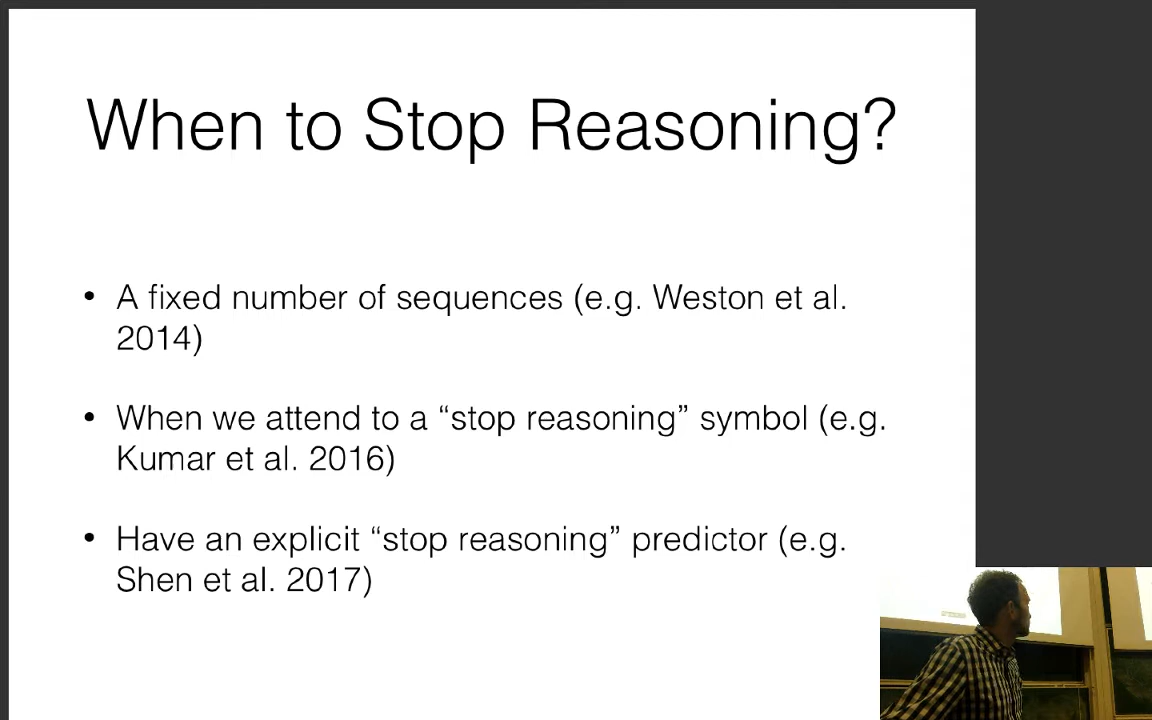 When to Stop Reasoning?
• A fixed number of sequences (e.g. Weston et al.
2014)
• When we attend to a “stop reasoning” symbol (e.g.
Kumar et al. 2016)
• Have an explicit “stop reasoning” predictor (e.g.
Shen et al. 2017)